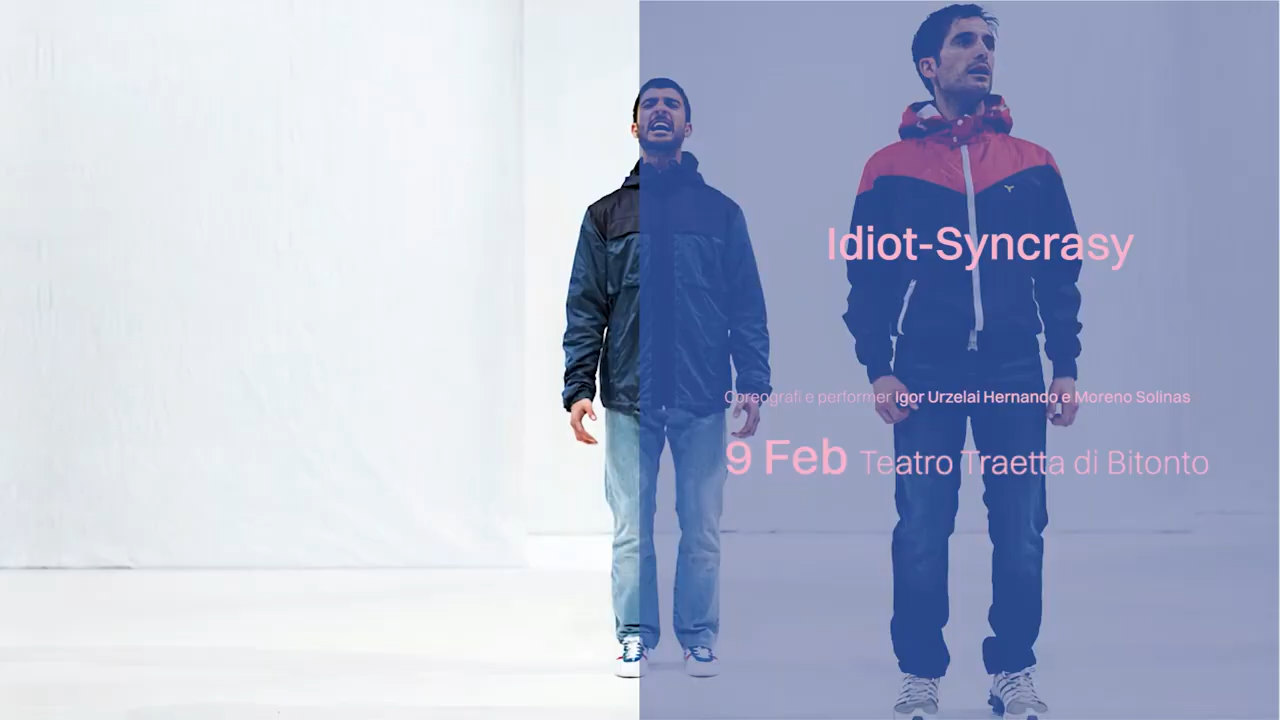 Idiot-Syncrasy
Coreografi e performer Igor Urzelai Hernando e Moreno Solinas
9 Feb Teatro Traetta di Bitonto